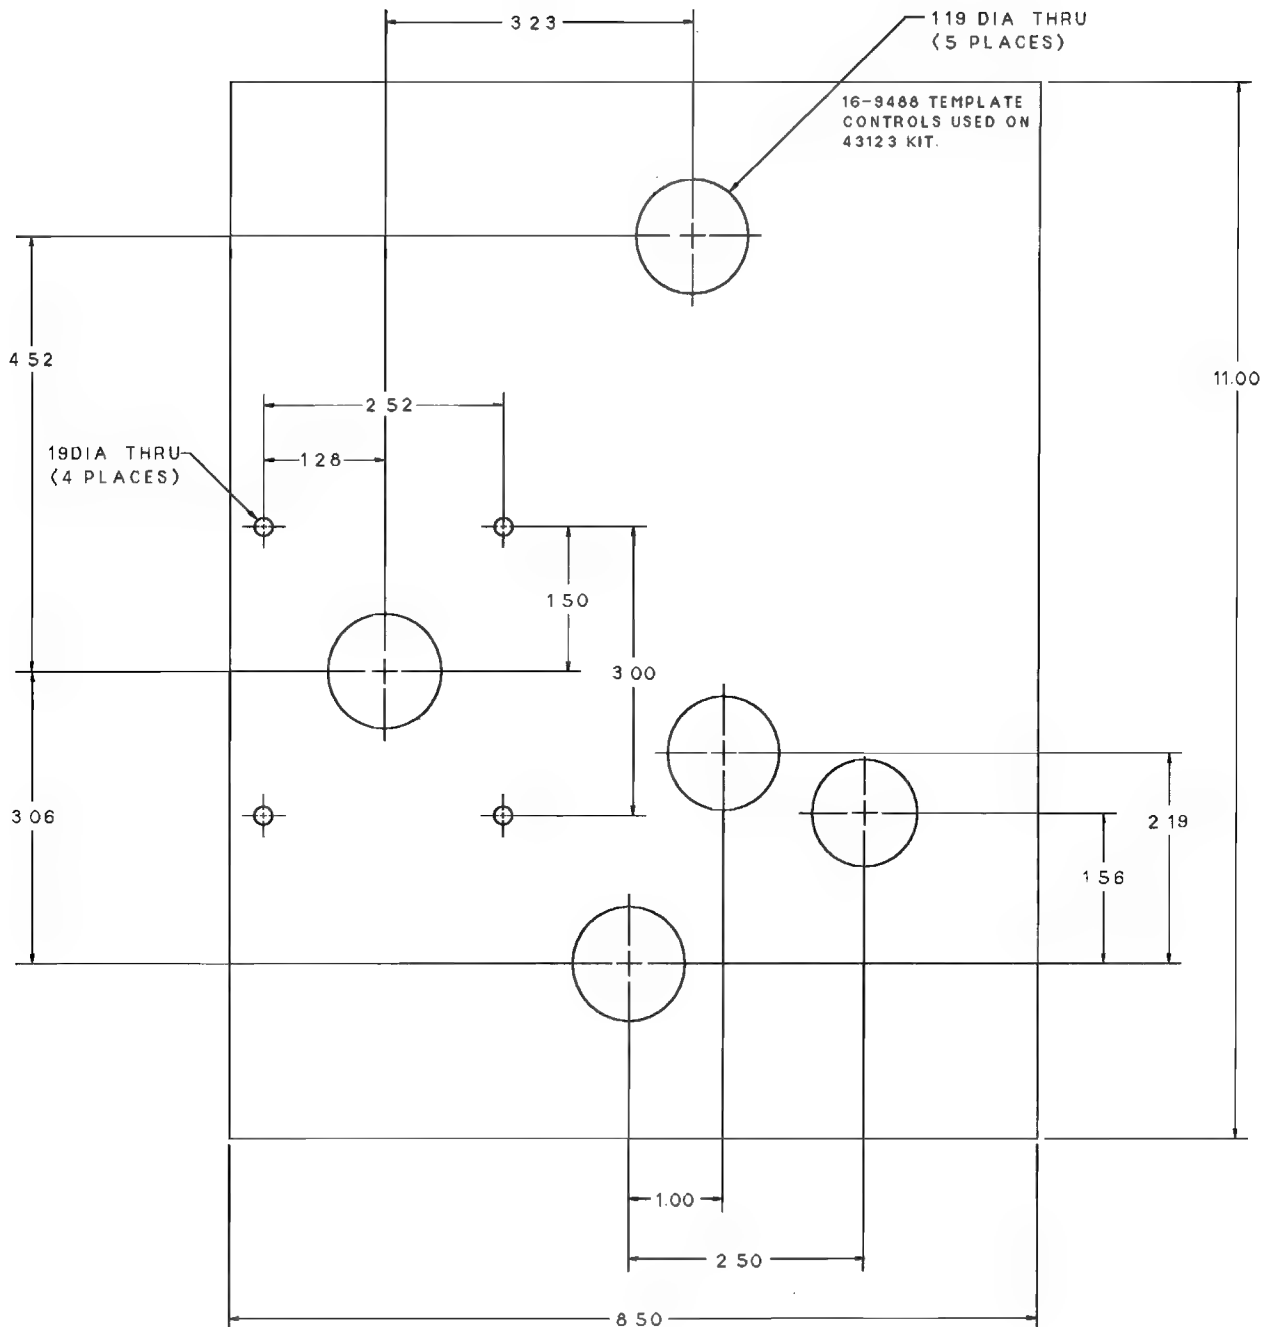 3 23
119 DIA THRU
(5 PLACES)
16-9488 TEMPLATE
CONTROLS USED ON
43123 KIT.
4 52
11.00
2 52
128
19DIA THRU
(4 PLACES)
1 50
3 00
3 06
2 19
1 56
1.00
2 50
8 50